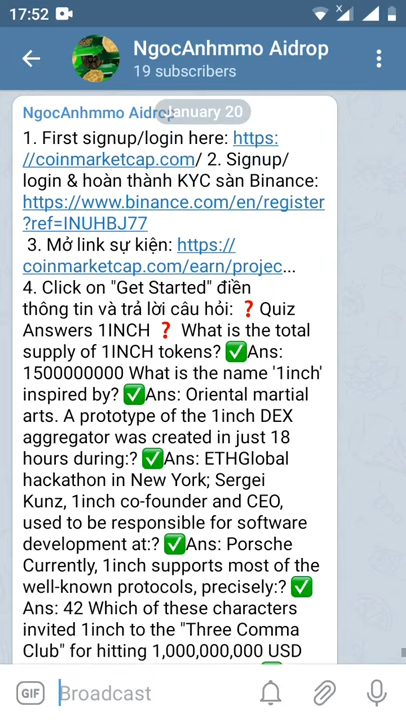 17:52
NgocAnhmmo Aidrop
19 subscribers
January 20
NgocAnhmmo Aidrop
1. First signup/login here: https:
//coinmarketcap.com/ 2. Signup/
login & hoàn thành KYC sàn Binance:
https://www.binance.com/en/register
?ref=INUHBJ77
3. Mở link sự kiện: https://
coinmarketcap.com/earn/projec...
4. Click on "Get Started" điền
thông tin và trả lời câu hỏi: ❓ Quiz
Answers 1INCH ❓ What is the total
supply of 1INCH tokens? ✅Ans:
1500000000 What is the name '1inch'
inspired by? ✅Ans: Oriental martial
arts. A prototype of the 1inch DEX
aggregator was created in just 18
hours during:? ✅Ans: ETHGlobal
hackathon in New York; Sergei
Kunz, 1inch co-founder and CEO,
used to be responsible for software
development at:? ✅Ans: Porsche
Currently, 1inch supports most of the
well-known protocols, precisely:? ✅
Ans: 42 Which of these characters
invited 1inch to the "Three Comma
Club" for hitting 1,000,000,000 USD
GIF Broadcast